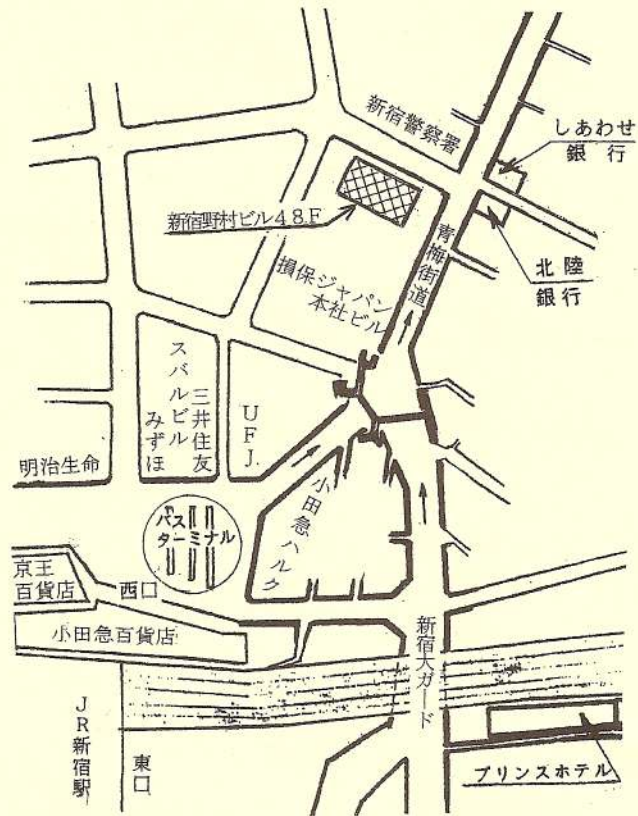 新宿警察署
しあわせ
銀行
新宿野村ビル48F
北陸
銀行
青梅街道
損保ジャパン
本社ビル
スバルビル
みずほ
三井住友
UFJ.
明治生命
小田急ハルク
バス
ターミナル
京王
百貨店
西口
小田急百貨店
新宿大ガード
JR新宿駅
東口
プリンスホテル